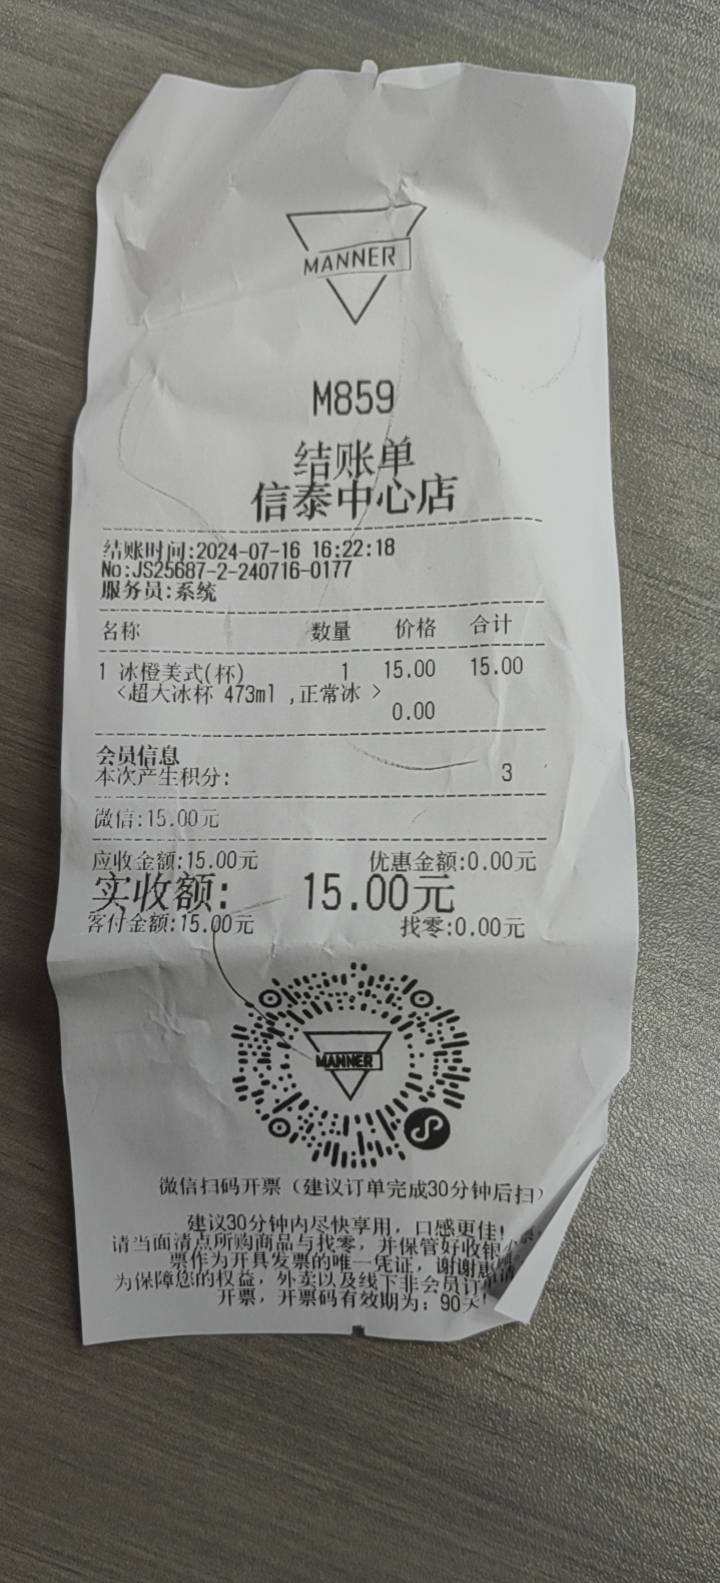 MANNER
M859
结账单
信泰中心店
结账时间:2024-07-16 16:22:18
No:JS25687-2-240716-0177
服务员:系统
名称 数量 价格 合计
1 冰橙美式(杯) 1 15.00 15.00
<超大冰杯 473ml ,正常冰 >
0.00
会员信息
本次产生积分: 3
微信:15.00元
应收金额:15.00元 优惠金额:0.00元
实收额: 15.00元
客付金额:15.00元 找零:0.00元
MANNER
微信扫码开票（建议订单完成30分钟后扫）
建议30分钟内尽快享用，口感更佳！
请当面清点所购商品与找零，并保管好收银
票作为开具发票的唯一凭证，谢谢惠
为保障您的权益，外卖以及线下非会员订
开票，开票码有效期为：90天！